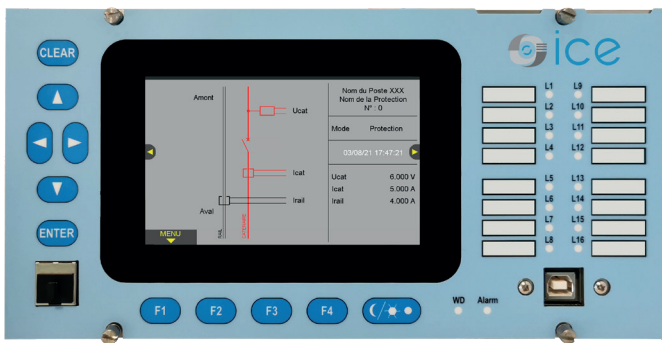 ice
CLEAR
ENTER
Amont
Ucat
Icat
Irail
Aval
RAIL
CATENAIRE
MENU
Nom du Poste XXX
Nom de la Protection
N° : 0
Mode Protection
03/08/21 17:47:21
Ucat 6.000 V
Icat 5.000 A
Irail 4.000 A
L1 L9
L2 L10
L3 L11
L4 L12
L5 L13
L6 L14
L7 L15
L8 L16
F1
F2
F3
F4
WD
Alarm